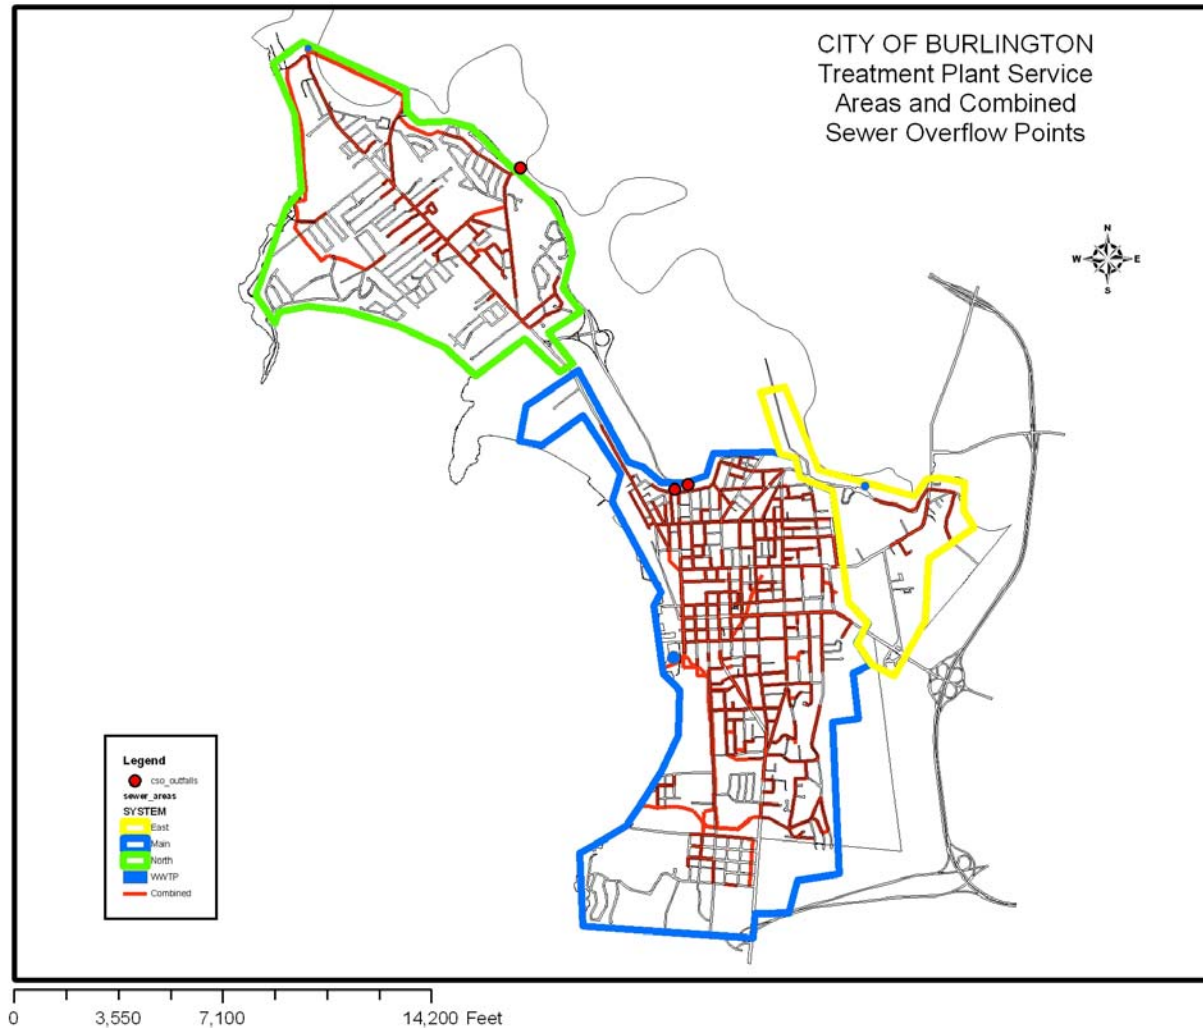 CITY OF BURLINGTON
Treatment Plant Service
Areas and Combined
Sewer Overflow Points
N
W E
S
Legend
cso_outfalls
sewer_areas
SYSTEM
East
Main
North
WWTP
Combined
0 3,550 7,100 14,200 Feet